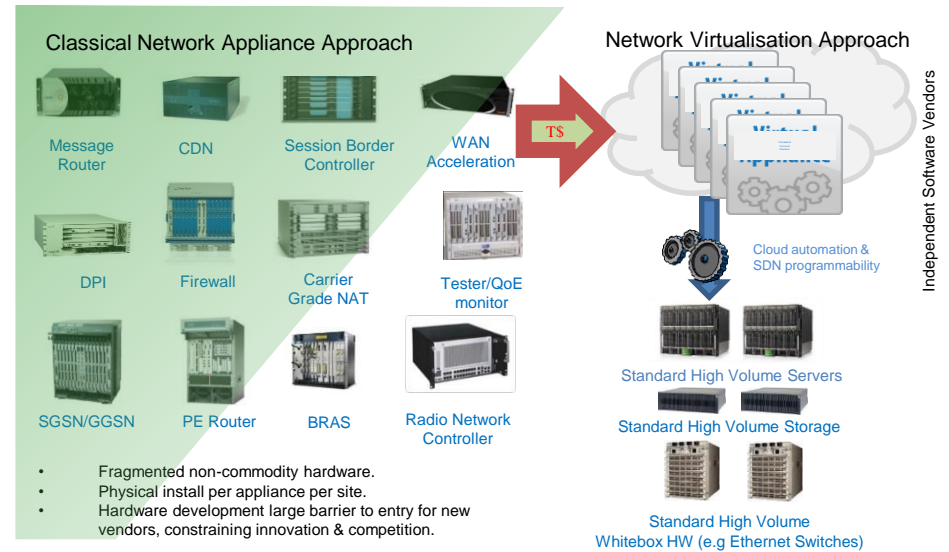 Classical Network Appliance Approach
Message
Router
CDN
Session Border
Controller
WAN
Acceleration
DPI
Firewall
Carrier
Grade NAT
Tester/QoE
monitor
SGSN/GGSN
PE Router
BRAS
Radio Network
Controller
• Fragmented non-commodity hardware.
• Physical install per appliance per site.
• Hardware development large barrier to entry for new
vendors, constraining innovation & competition.
T$
Network Virtualisation Approach
Virtual
Appliance
Independent Software Vendors
Cloud automation &
SDN programmability
Standard High Volume Servers
Standard High Volume Storage
Standard High Volume
Whitebox HW (e.g Ethernet Switches)